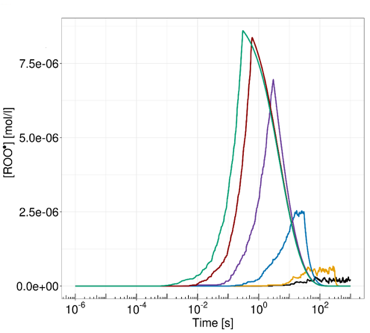 [ROO•] [mol/l]
7.5e-06
5.0e-06
2.5e-06
0.0e+00
10⁻⁶ 10⁻⁴ 10⁻² 10⁰ 10²
Time [s]